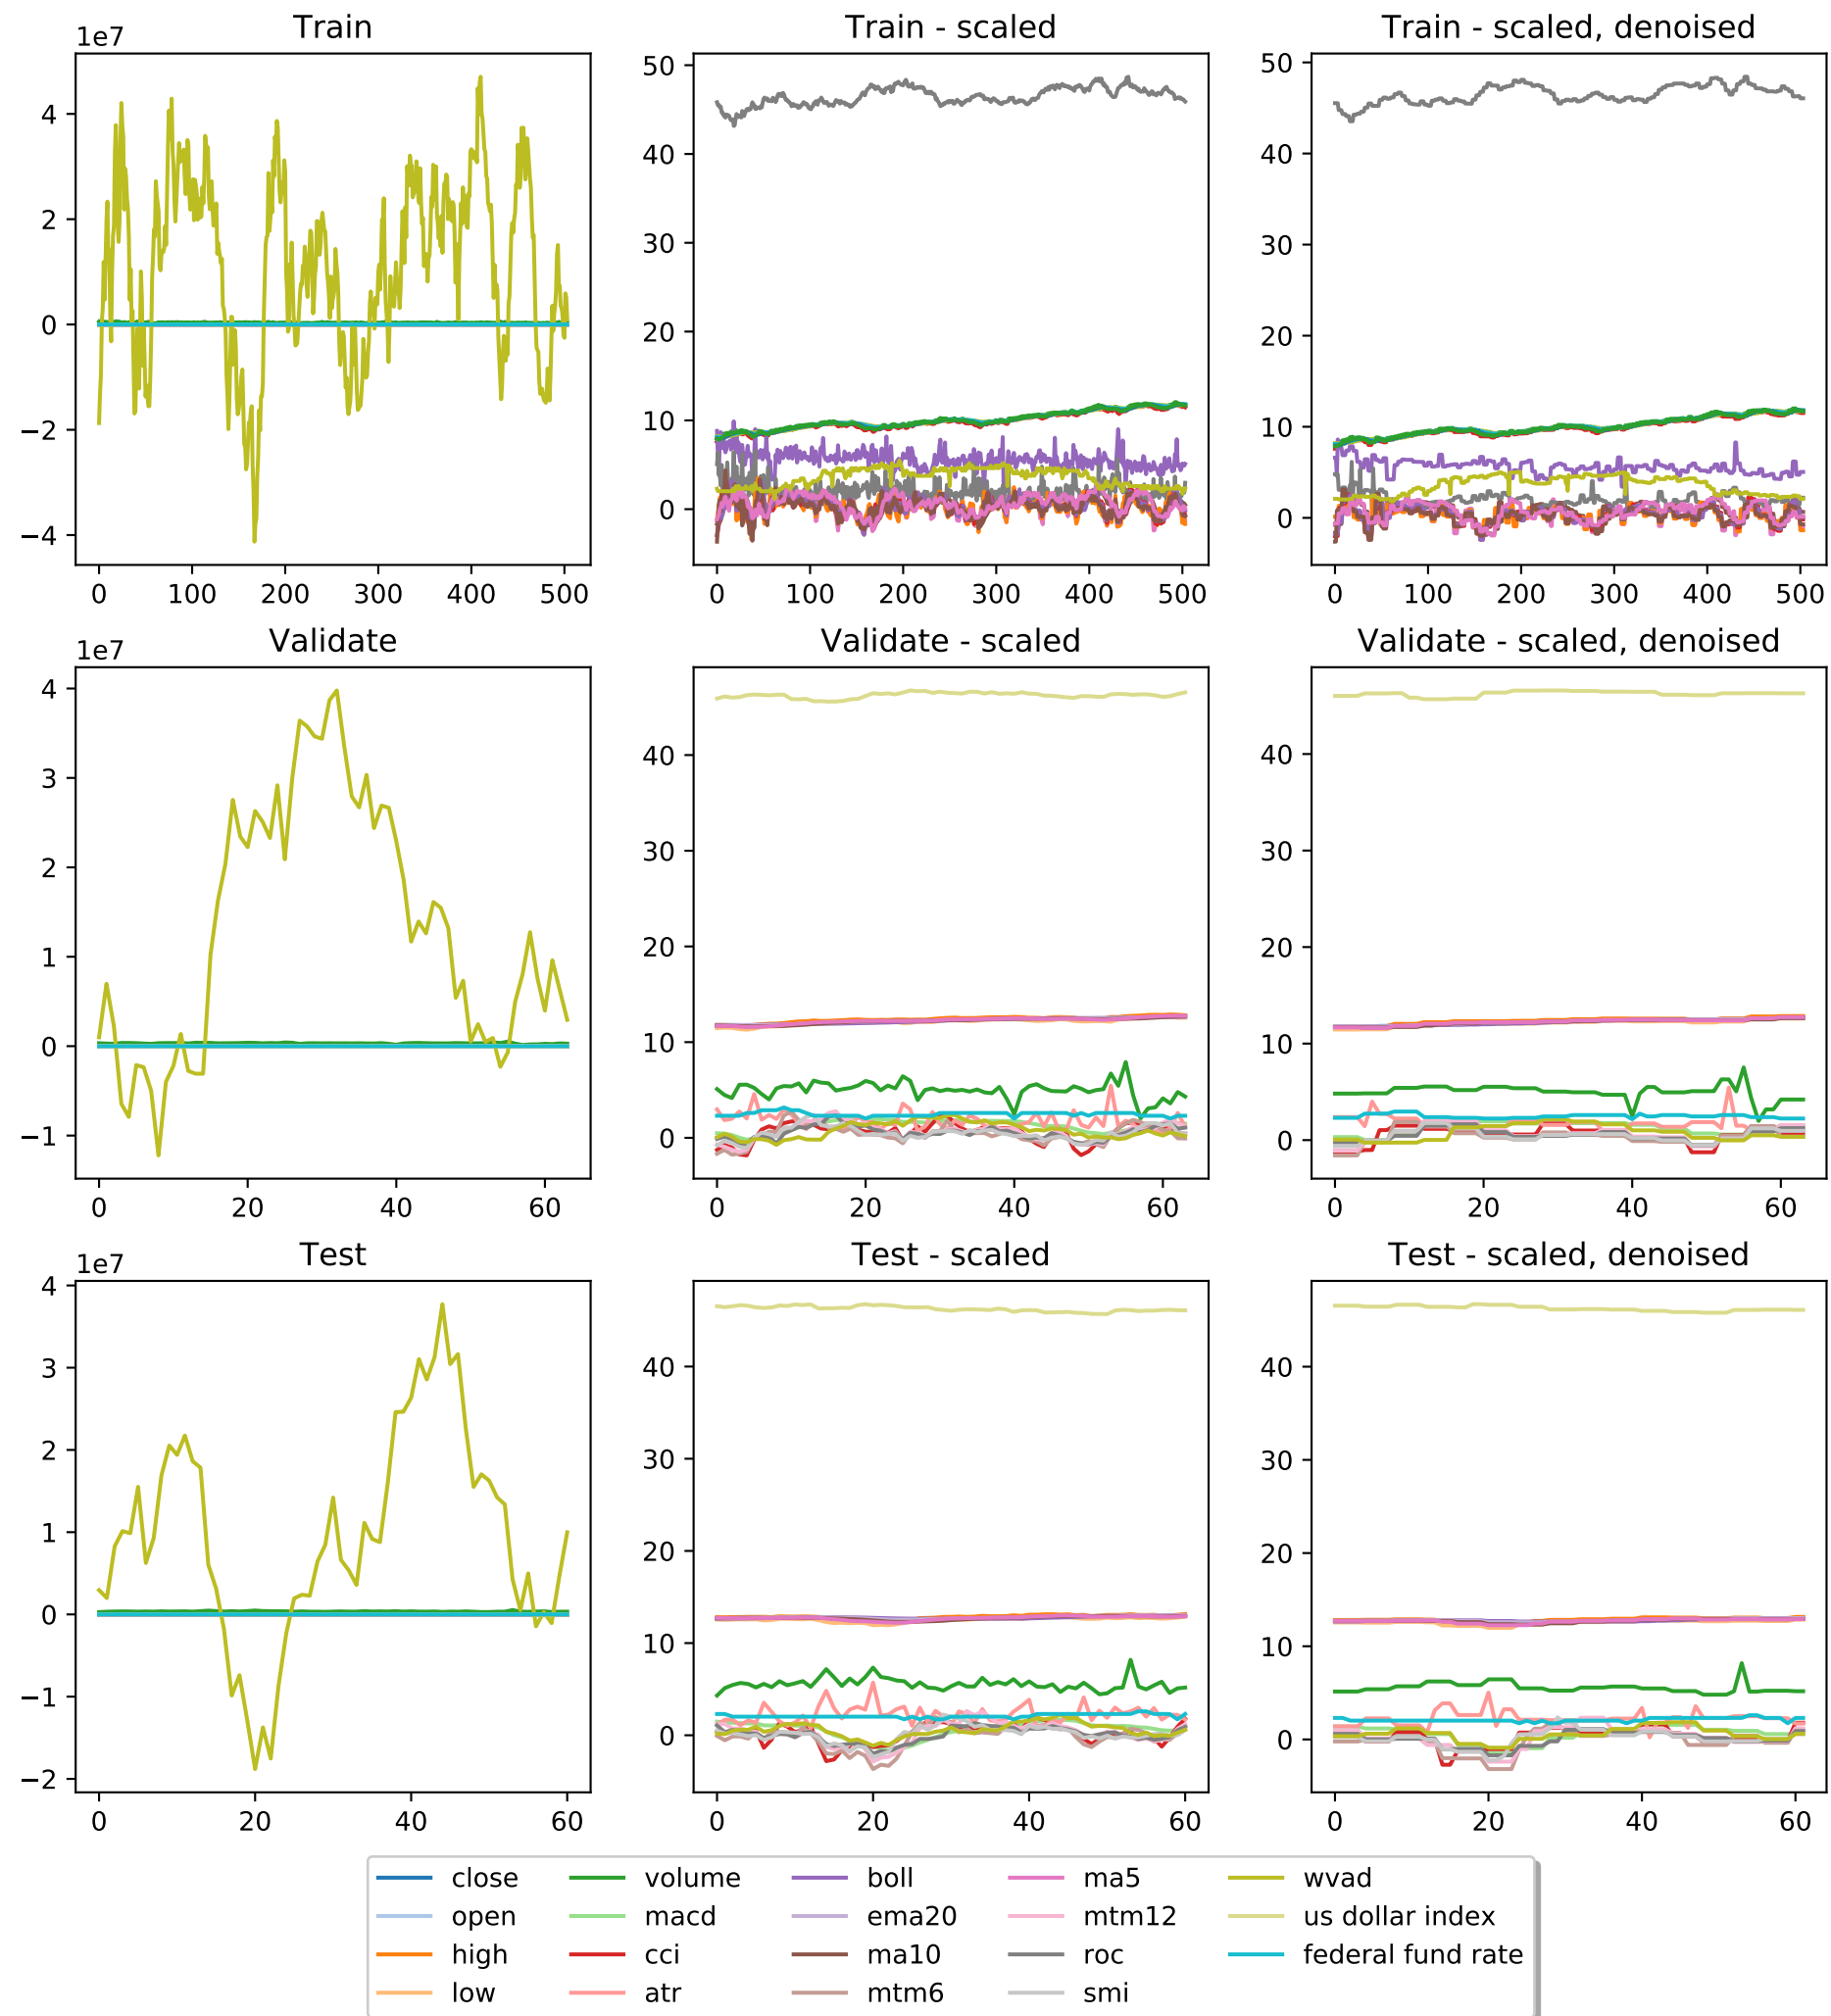 Train
Train - scaled
Train - scaled, denoised
1e7
4
2
0
−2
−4
0 100 200 300 400 500
50
40
30
20
10
0
0 100 200 300 400 500
50
40
30
20
10
0
0 100 200 300 400 500
Validate
Validate - scaled
Validate - scaled, denoised
1e7
4
3
2
1
0
−1
0 20 40 60
40
30
20
10
0
0 20 40 60
40
30
20
10
0
0 20 40 60
Test
Test - scaled
Test - scaled, denoised
1e7
4
3
2
1
0
−1
−2
0 20 40 60
40
30
20
10
0
0 20 40 60
40
30
20
10
0
0 20 40 60
close
open
high
low
volume
macd
cci
atr
boll
ema20
ma10
mtm6
ma5
mtm12
roc
smi
wvad
us dollar index
federal fund rate